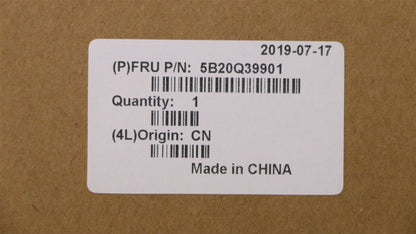 2019-07-17
(P)FRU P/N: 5B20Q39901
Quantity: 1
(4L)Origin: CN
Made in CHINA